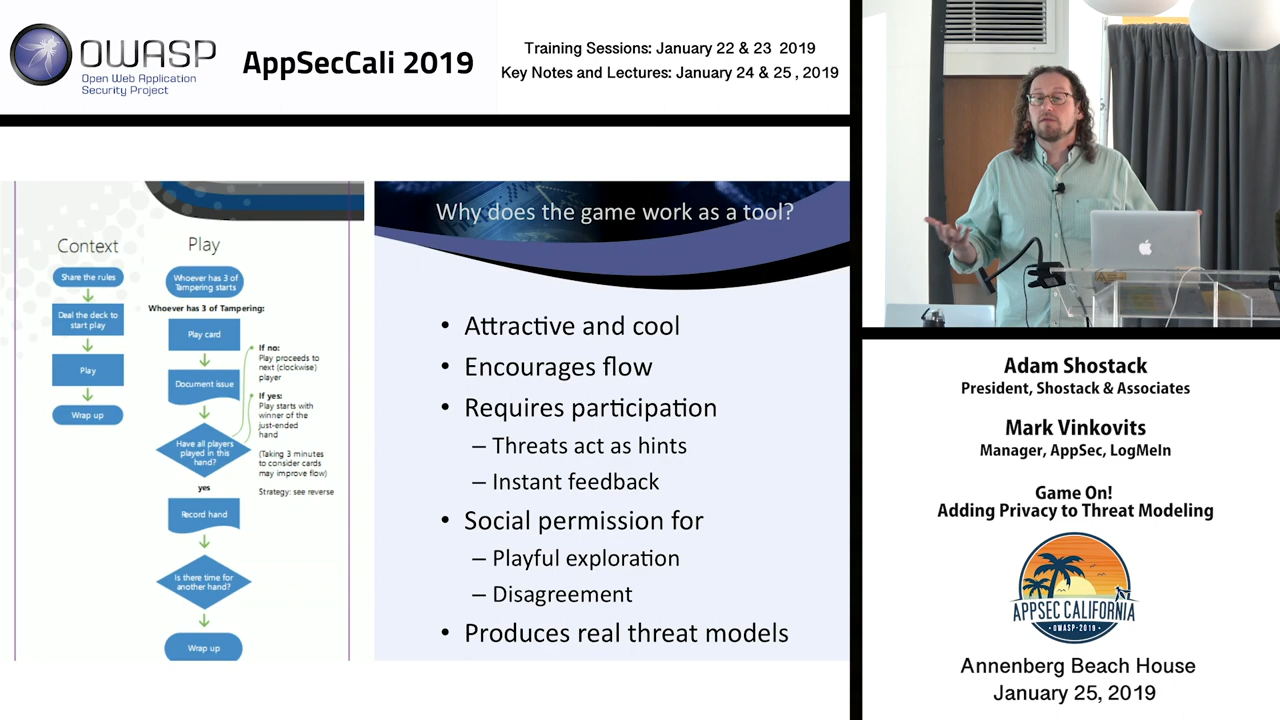 OWASP
Open Web Application
Security Project
AppSecCali 2019
Training Sessions: January 22 & 23 2019
Key Notes and Lectures: January 24 & 25 , 2019
Context
Share the rules
Deal the deck to
start play
Play
Wrap up
Play
Whoever has 3 of
Tampering starts
Whoever has 3 of Tampering:
Play card
Document issue
Have all players
played in this
hand?
yes
Record hand
Is there time for
another hand?
Wrap up
If no:
Play proceeds to
next (clockwise)
player
If yes:
Play starts with
winner of the
just-ended
hand
(Taking 3 minutes
to consider cards
may improve flow)
Strategy: see reverse
Why does the game work as a tool?
• Attractive and cool
• Encourages flow
• Requires participation
– Threats act as hints
– Instant feedback
• Social permission for
– Playful exploration
– Disagreement
• Produces real threat models
Adam Shostack
President, Shostack & Associates
Mark Vinkovits
Manager, AppSec, LogMeIn
Game On!
Adding Privacy to Threat Modeling
APPSEC CALIFORNIA
• OWASP-2019 •
Annenberg Beach House
January 25, 2019